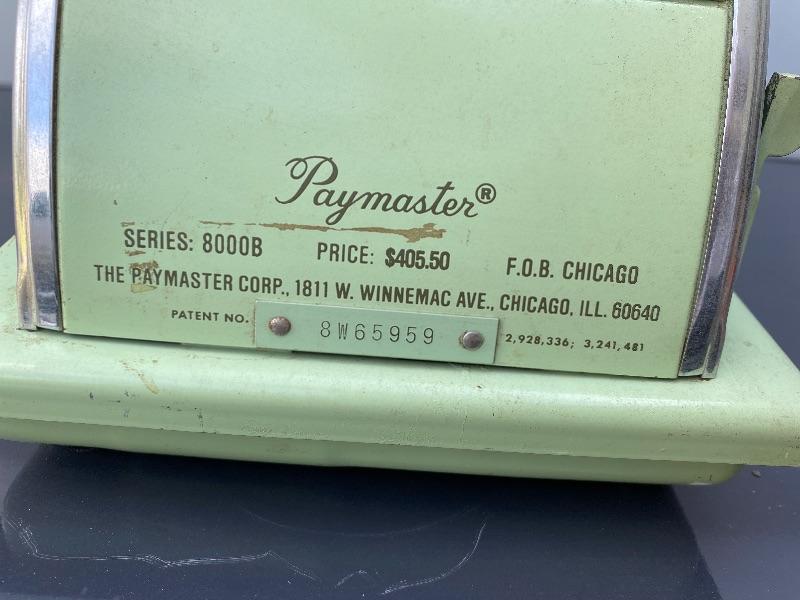 Paymaster®
SERIES: 8000B PRICE: $405.50 F.O.B. CHICAGO
THE PAYMASTER CORP., 1811 W. WINNEMAC AVE., CHICAGO, ILL. 60640
PATENT NO. 8W65959 2,928,336; 3,241,481